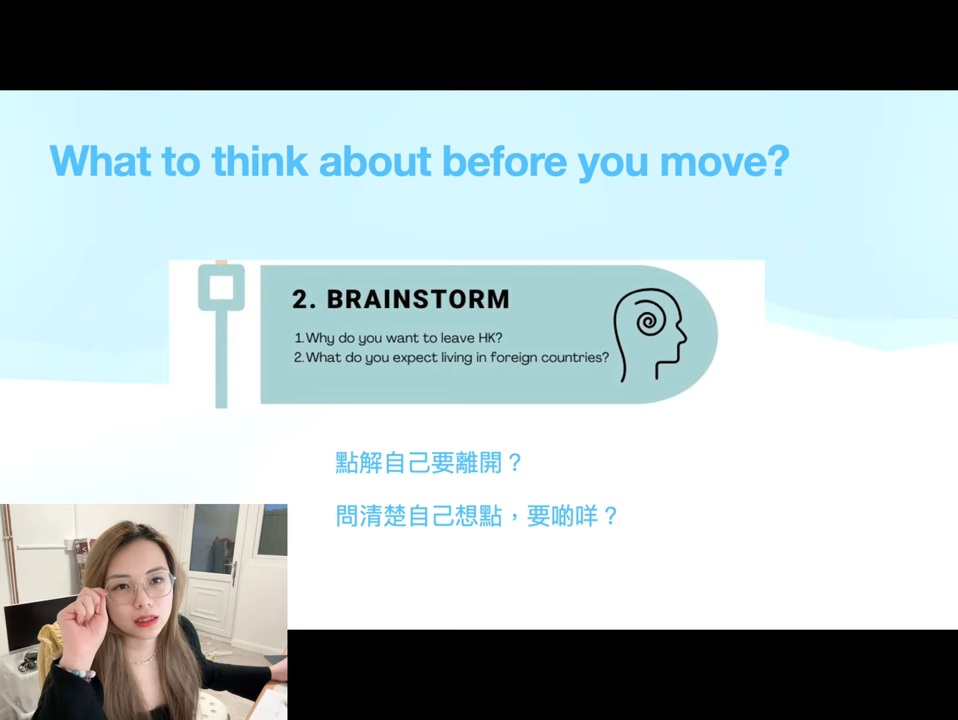 What to think about before you move?
2. BRAINSTORM
1.Why do you want to leave HK?
2.What do you expect living in foreign countries?
點解自己要離開？
問清楚自己想點，要啲咩？